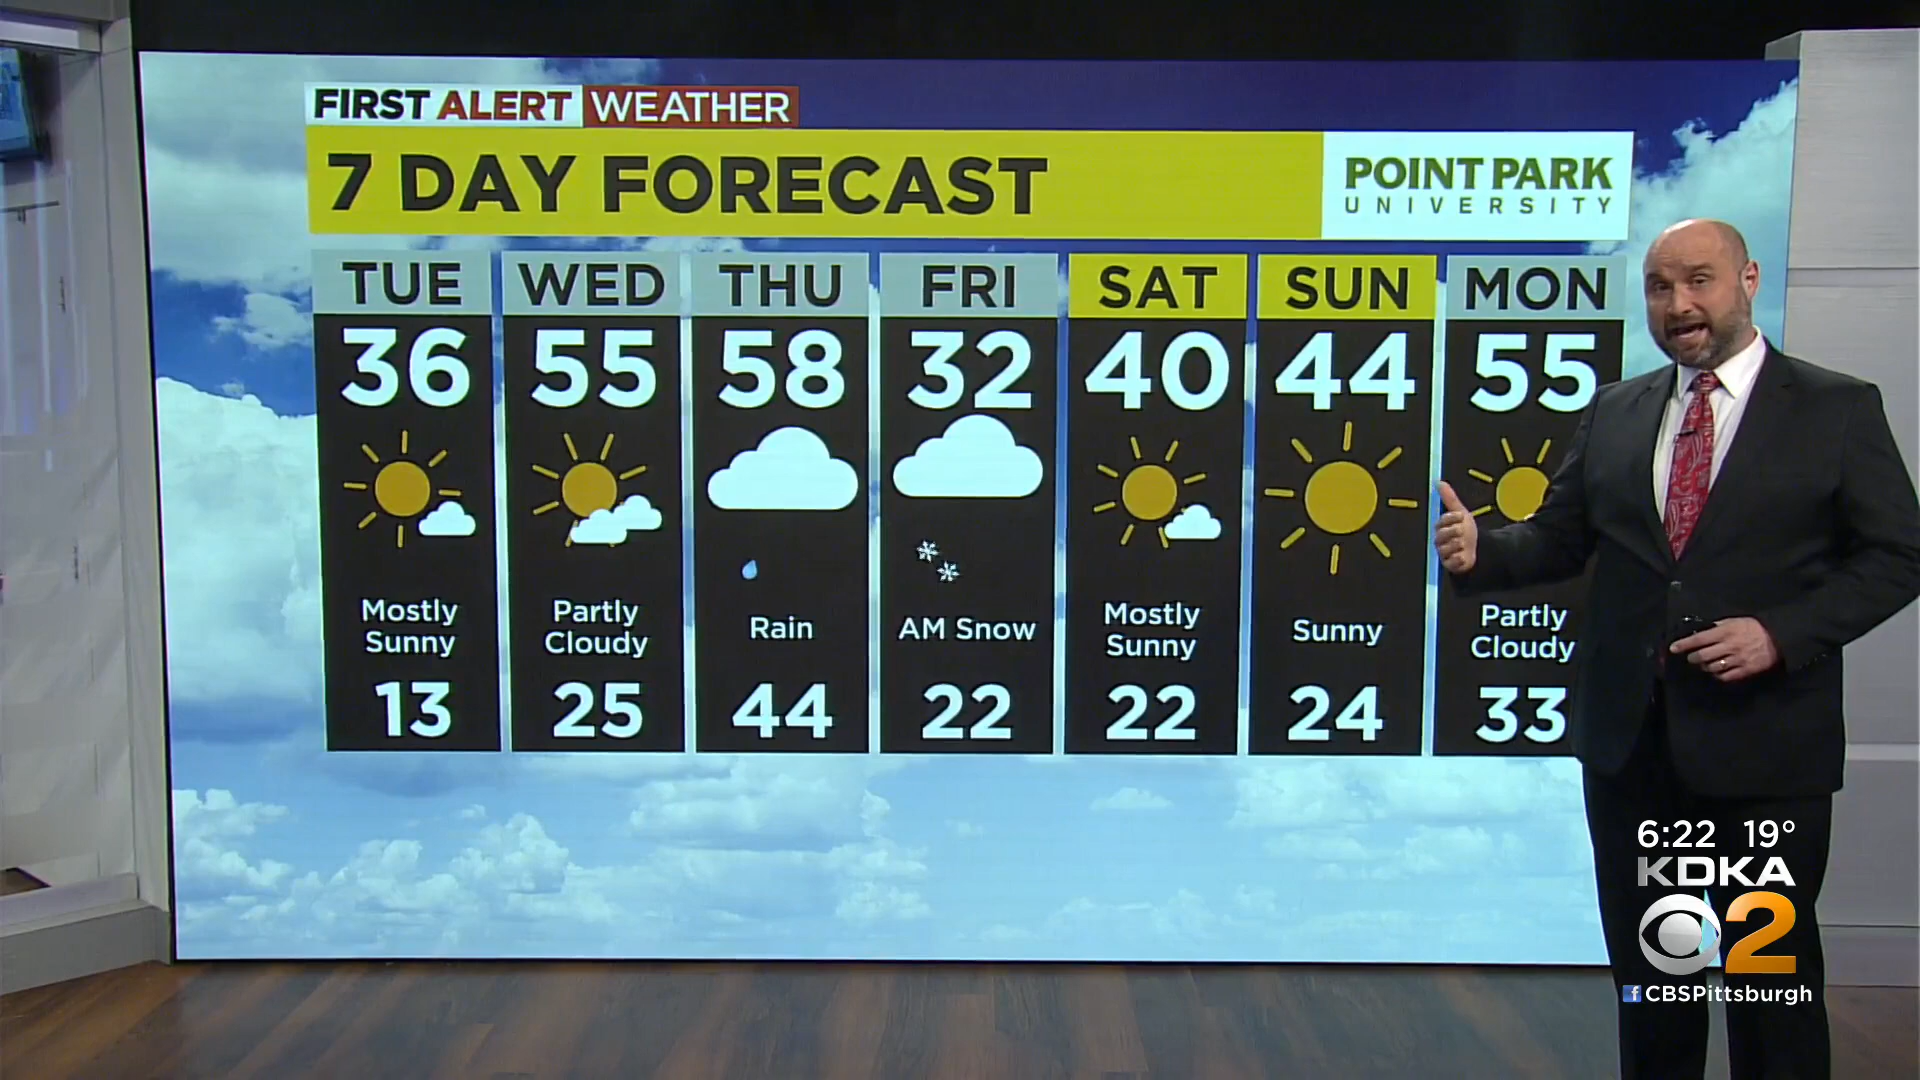 FIRST ALERT WEATHER
7 DAY FORECAST
POINT PARK
UNIVERSITY
TUE WED THU FRI SAT SUN MON
36 55 58 32 40 44 55
Mostly Sunny
Partly Cloudy
Rain
AM Snow
Mostly Sunny
Sunny
Partly Cloudy
13 25 44 22 22 24 33
6:22 19°
KDKA
2
f CBSPittsburgh